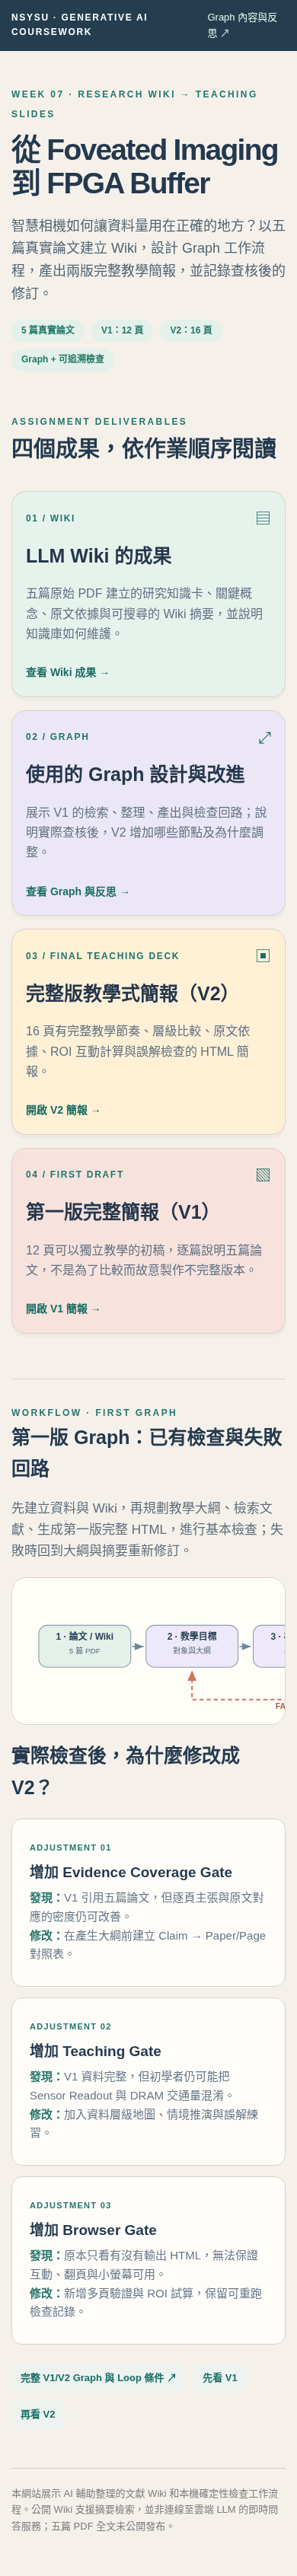 NSYSU · GENERATIVE AI
COURSEWORK
Graph 內容與反
思 ↗
WEEK 07 · RESEARCH WIKI → TEACHING
SLIDES
從 Foveated Imaging
到 FPGA Buffer
智慧相機如何讓資料量用在正確的地方？以五
篇真實論文建立 Wiki，設計 Graph 工作流
程，產出兩版完整教學簡報，並記錄查核後的
修訂。
5 篇真實論文
V1：12 頁
V2：16 頁
Graph + 可追溯檢查
ASSIGNMENT DELIVERABLES
四個成果，依作業順序閱讀
01 / WIKI
LLM Wiki 的成果
五篇原始 PDF 建立的研究知識卡、關鍵概
念、原文依據與可搜尋的 Wiki 摘要，並說明
知識庫如何維護。
查看 Wiki 成果 →
02 / GRAPH
使用的 Graph 設計與改進
展示 V1 的檢索、整理、產出與檢查回路；說
明實際查核後，V2 增加哪些節點及為什麼調
整。
查看 Graph 與反思 →
03 / FINAL TEACHING DECK
完整版教學式簡報（V2）
16 頁有完整教學節奏、層級比較、原文依
據、ROI 互動計算與誤解檢查的 HTML 簡
報。
開啟 V2 簡報 →
04 / FIRST DRAFT
第一版完整簡報（V1）
12 頁可以獨立教學的初稿，逐篇說明五篇論
文，不是為了比較而故意製作不完整版本。
開啟 V1 簡報 →
WORKFLOW · FIRST GRAPH
第一版 Graph：已有檢查與失敗
回路
先建立資料與 Wiki，再規劃教學大綱、檢索文
獻、生成第一版完整 HTML，進行基本檢查；失
敗時回到大綱與摘要重新修訂。
1 · 論文 / Wiki
5 篇 PDF
2 · 教學目標
對象與大綱
3 ·
FA
實際檢查後，為什麼修改成
V2？
ADJUSTMENT 01
增加 Evidence Coverage Gate
發現：V1 引用五篇論文，但逐頁主張與原文對
應的密度仍可改善。
修改：在產生大綱前建立 Claim → Paper/Page
對照表。
ADJUSTMENT 02
增加 Teaching Gate
發現：V1 資料完整，但初學者仍可能把
Sensor Readout 與 DRAM 交通量混淆。
修改：加入資料層級地圖、情境推演與誤解練
習。
ADJUSTMENT 03
增加 Browser Gate
發現：原本只看有沒有輸出 HTML，無法保證
互動、翻頁與小螢幕可用。
修改：新增多頁驗證與 ROI 試算，保留可重跑
檢查記錄。
完整 V1/V2 Graph 與 Loop 條件 ↗
先看 V1
再看 V2
本網站展示 AI 輔助整理的文獻 Wiki 和本機確定性檢查工作流
程。公開 Wiki 支援摘要檢索，並非連線至雲端 LLM 的即時問
答服務；五篇 PDF 全文未公開發布。